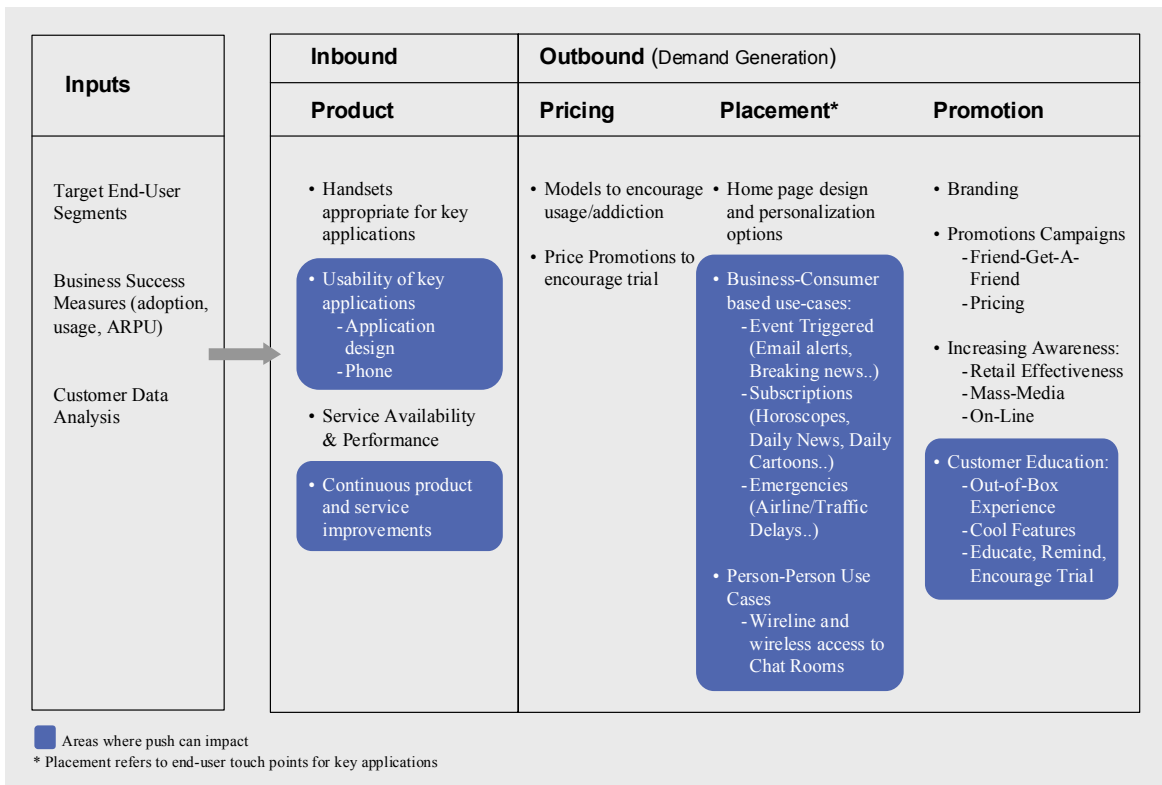 Inputs
Target End-User
Segments
Business Success
Measures (adoption,
usage, ARPU)
Customer Data
Analysis
Inbound
Outbound (Demand Generation)
Product
• Handsets
appropriate for key
applications
• Usability of key
applications
-Application
design
-Phone
• Service Availability
& Performance
• Continuous product
and service
improvements
Pricing
• Models to encourage
usage/addiction
• Price Promotions to
encourage trial
Placement*
• Home page design
and personalization
options
• Business-Consumer
based use-cases:
-Event Triggered
(Email alerts,
Breaking news..)
-Subscriptions
(Horoscopes,
Daily News, Daily
Cartoons..)
-Emergencies
(Airline/Traffic
Delays..)
• Person-Person Use
Cases
-Wireline and
wireless access to
Chat Rooms
Promotion
• Branding
• Promotions Campaigns
-Friend-Get-A-
Friend
-Pricing
• Increasing Awareness:
-Retail Effectiveness
-Mass-Media
-On-Line
• Customer Education:
-Out-of-Box
Experience
-Cool Features
-Educate, Remind,
Encourage Trial
Areas where push can impact
* Placement refers to end-user touch points for key applications